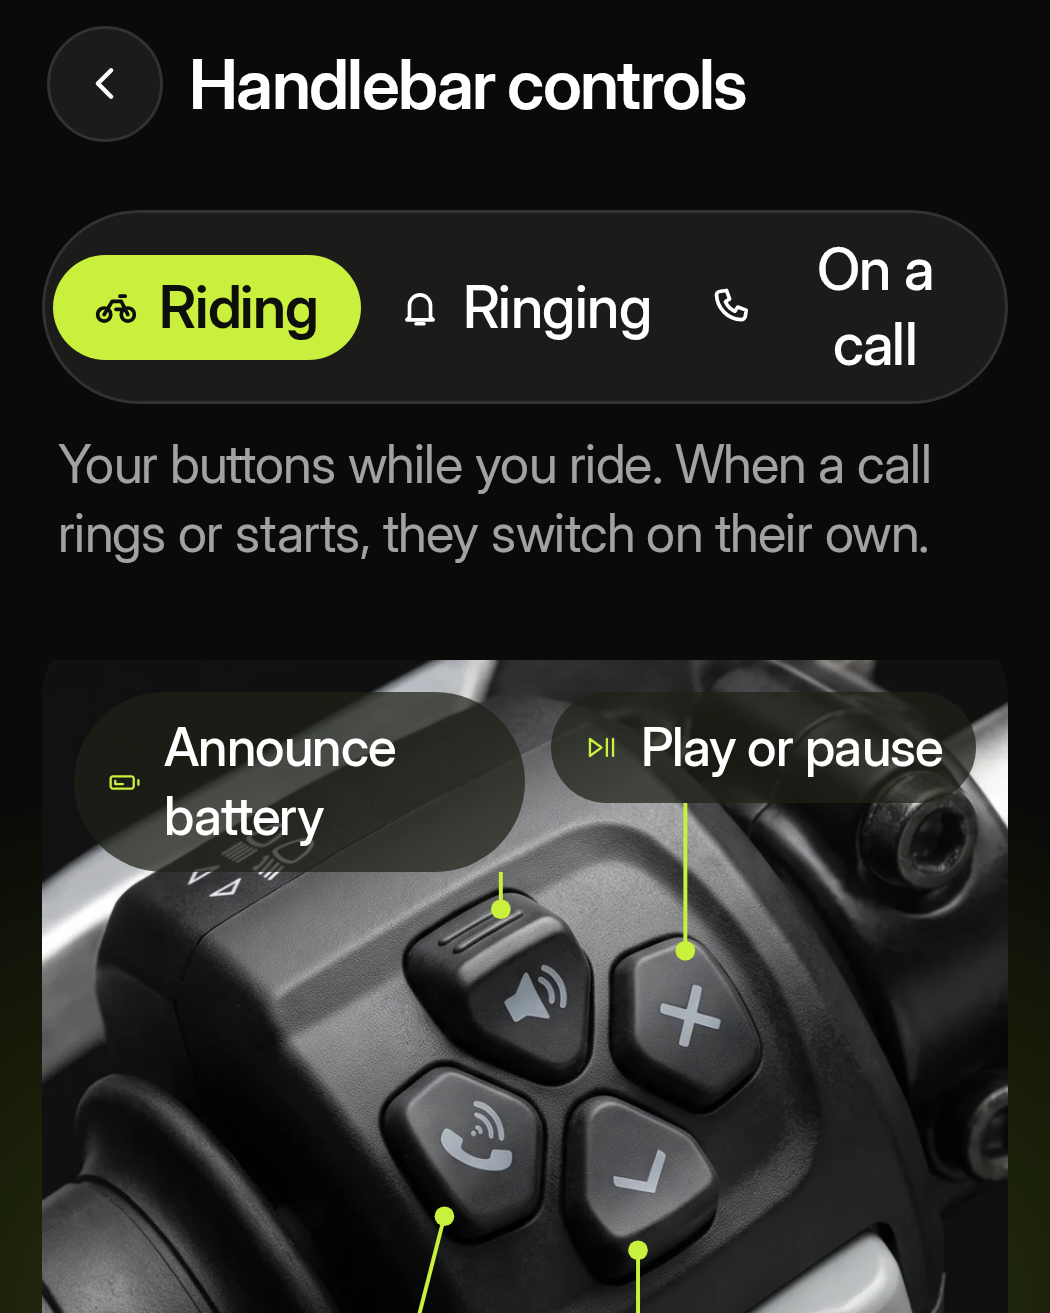 Handlebar controls
Riding
Ringing
On a
call
Your buttons while you ride. When a call
rings or starts, they switch on their own.
Announce
battery
Play or pause